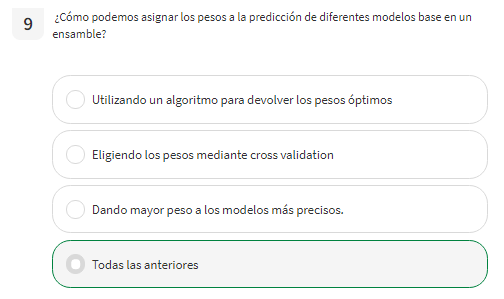 9
¿Cómo podemos asignar los pesos a la predicción de diferentes modelos base en un
ensamble?
Utilizando un algoritmo para devolver los pesos óptimos
Eligiendo los pesos mediante cross validation
Dando mayor peso a los modelos más precisos.
Todas las anteriores